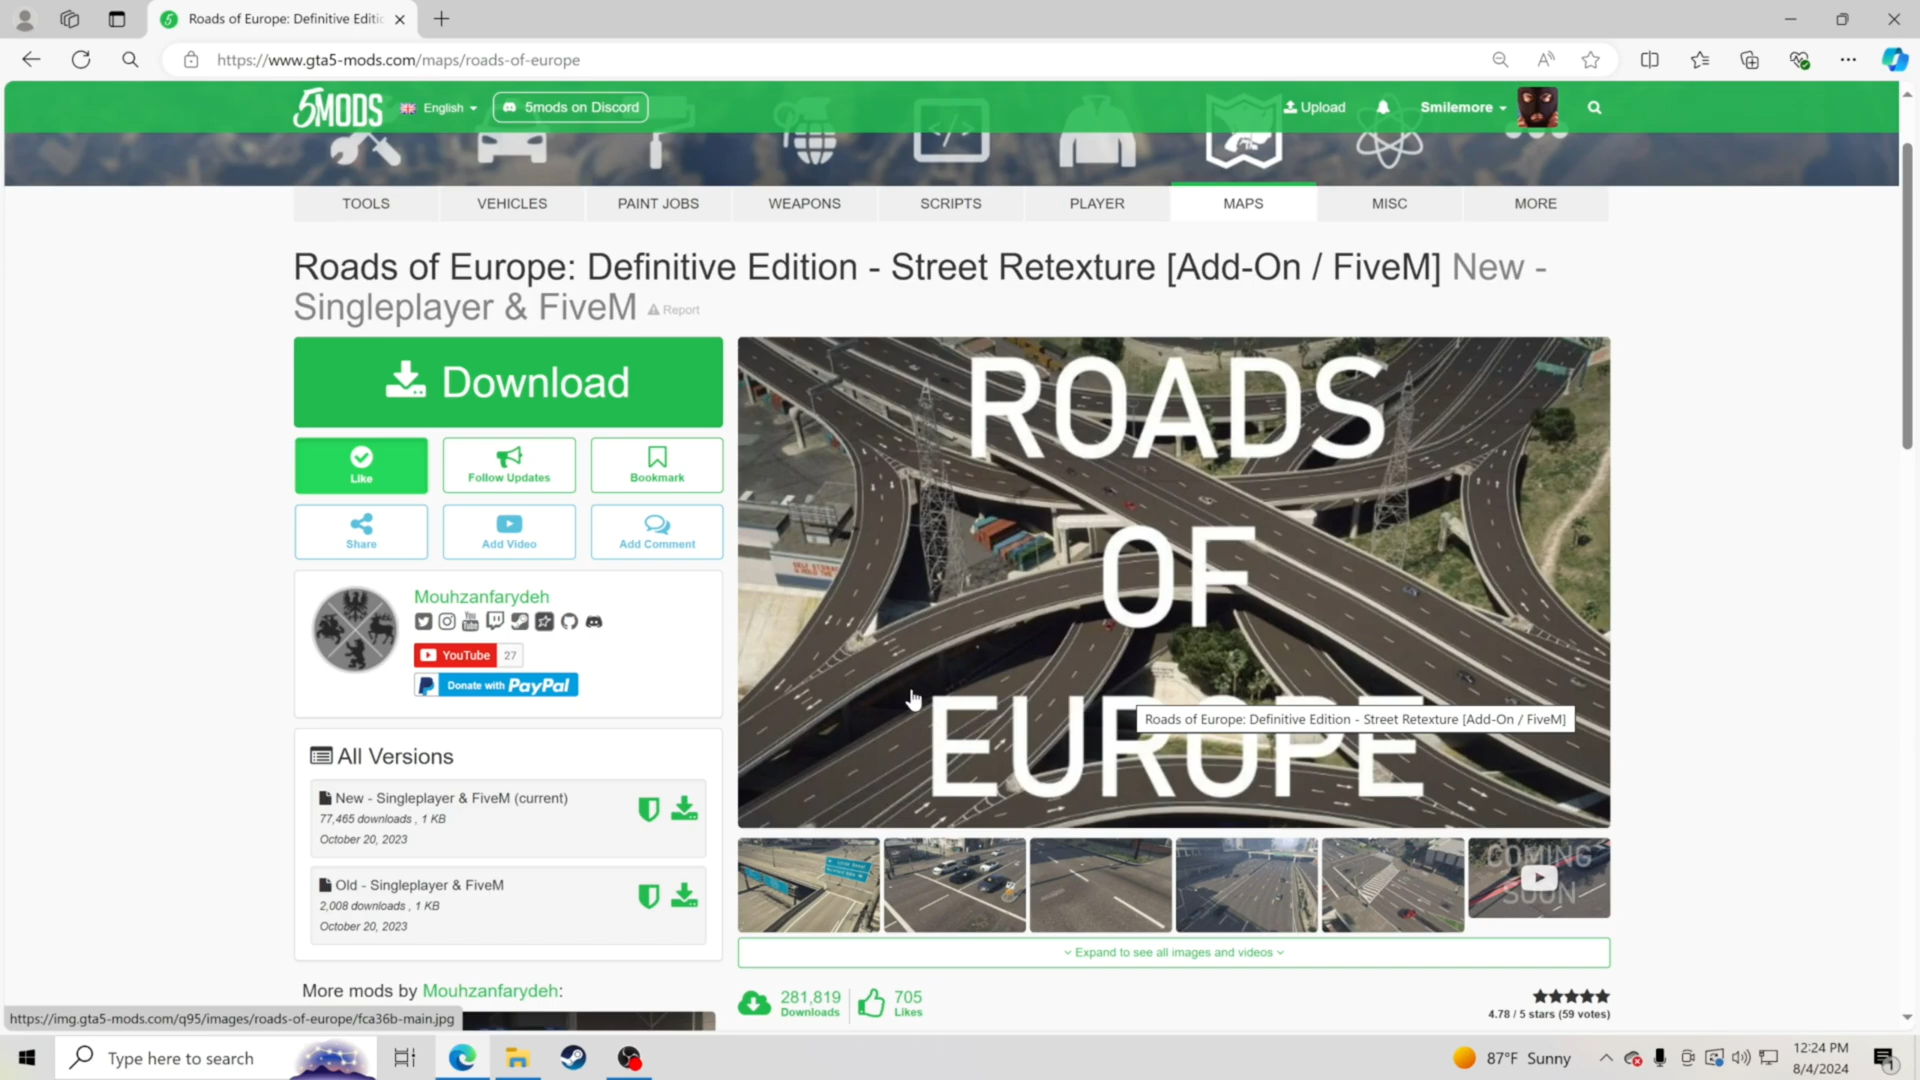 Roads of Europe: Definitive Editic
https://www.gta5-mods.com/maps/roads-of-europe
5MODS
English
5mods on Discord
Upload
Smilemore
TOOLS
VEHICLES
PAINT JOBS
WEAPONS
SCRIPTS
PLAYER
MAPS
MISC
MORE
Roads of Europe: Definitive Edition - Street Retexture [Add-On / FiveM] New -
Singleplayer & FiveM Report
Download
Like
Follow Updates
Bookmark
Share
Add Video
Add Comment
Mouhzanfarydeh
YouTube 27
Donate with PayPal
All Versions
New - Singleplayer & FiveM (current)
77,465 downloads , 1 KB
October 20, 2023
Old - Singleplayer & FiveM
2,008 downloads , 1 KB
October 20, 2023
More mods by Mouhzanfarydeh:
ROADS
OF
EUROPE
Roads of Europe: Definitive Edition - Street Retexture [Add-On / FiveM]
COMING
SOON
Expand to see all images and videos
281,819
Downloads
705
Likes
4.78 / 5 stars (59 votes)
https://img.gta5-mods.com/q95/images/roads-of-europe/fca36b-main.jpg
Type here to search
87°F Sunny
12:24 PM
8/4/2024
1